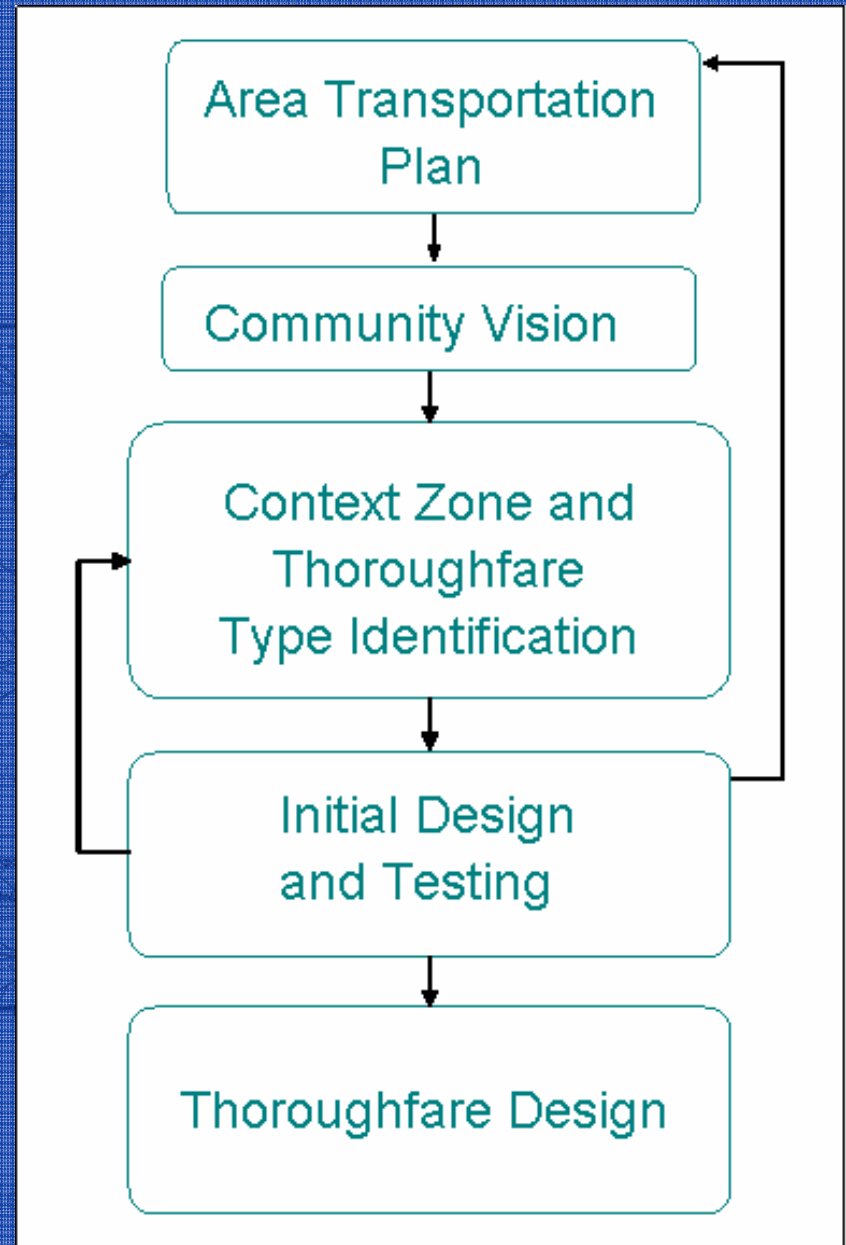 Area Transportation
Plan
Community Vision
Context Zone and
Thoroughfare
Type Identification
Initial Design
and Testing
Thoroughfare Design